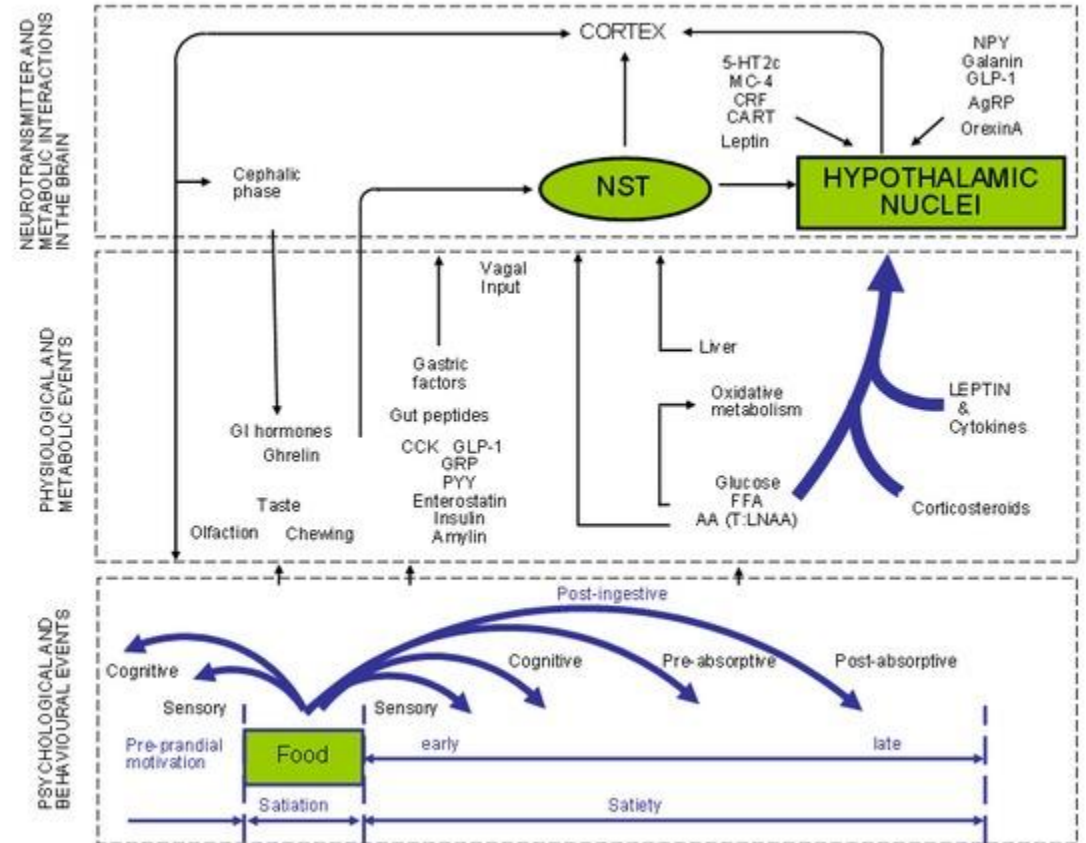 NEUROTRANSMITTER AND
METABOLIC INTERACTIONS
IN THE BRAIN
CORTEX
5-HT2c
MC-4
CRF
CART
Leptin
NPY
Galanin
GLP-1
AgRP
OrexinA
Cephalic
phase
NST
HYPOTHALAMIC
NUCLEI
PHYSIOLOGICAL AND
METABOLIC EVENTS
Vagal
Input
Gastric
factors
Gut peptides
CCK GLP-1
GRP
PYY
Enterostatin
Insulin
Amylin
GI hormones
Ghrelin
Taste
Olfaction Chewing
Liver
Oxidative
metabolism
Glucose
FFA
AA (T:LNAA)
LEPTIN
&
Cytokines
Corticosteroids
PSYCHOLOGICAL AND
BEHAVIOURAL EVENTS
Post-ingestive
Cognitive
Cognitive
Pre-absorptive
Post-absorptive
Sensory
Sensory
Pre-prandial
motivation
Food
early
late
Satiation
Satiety